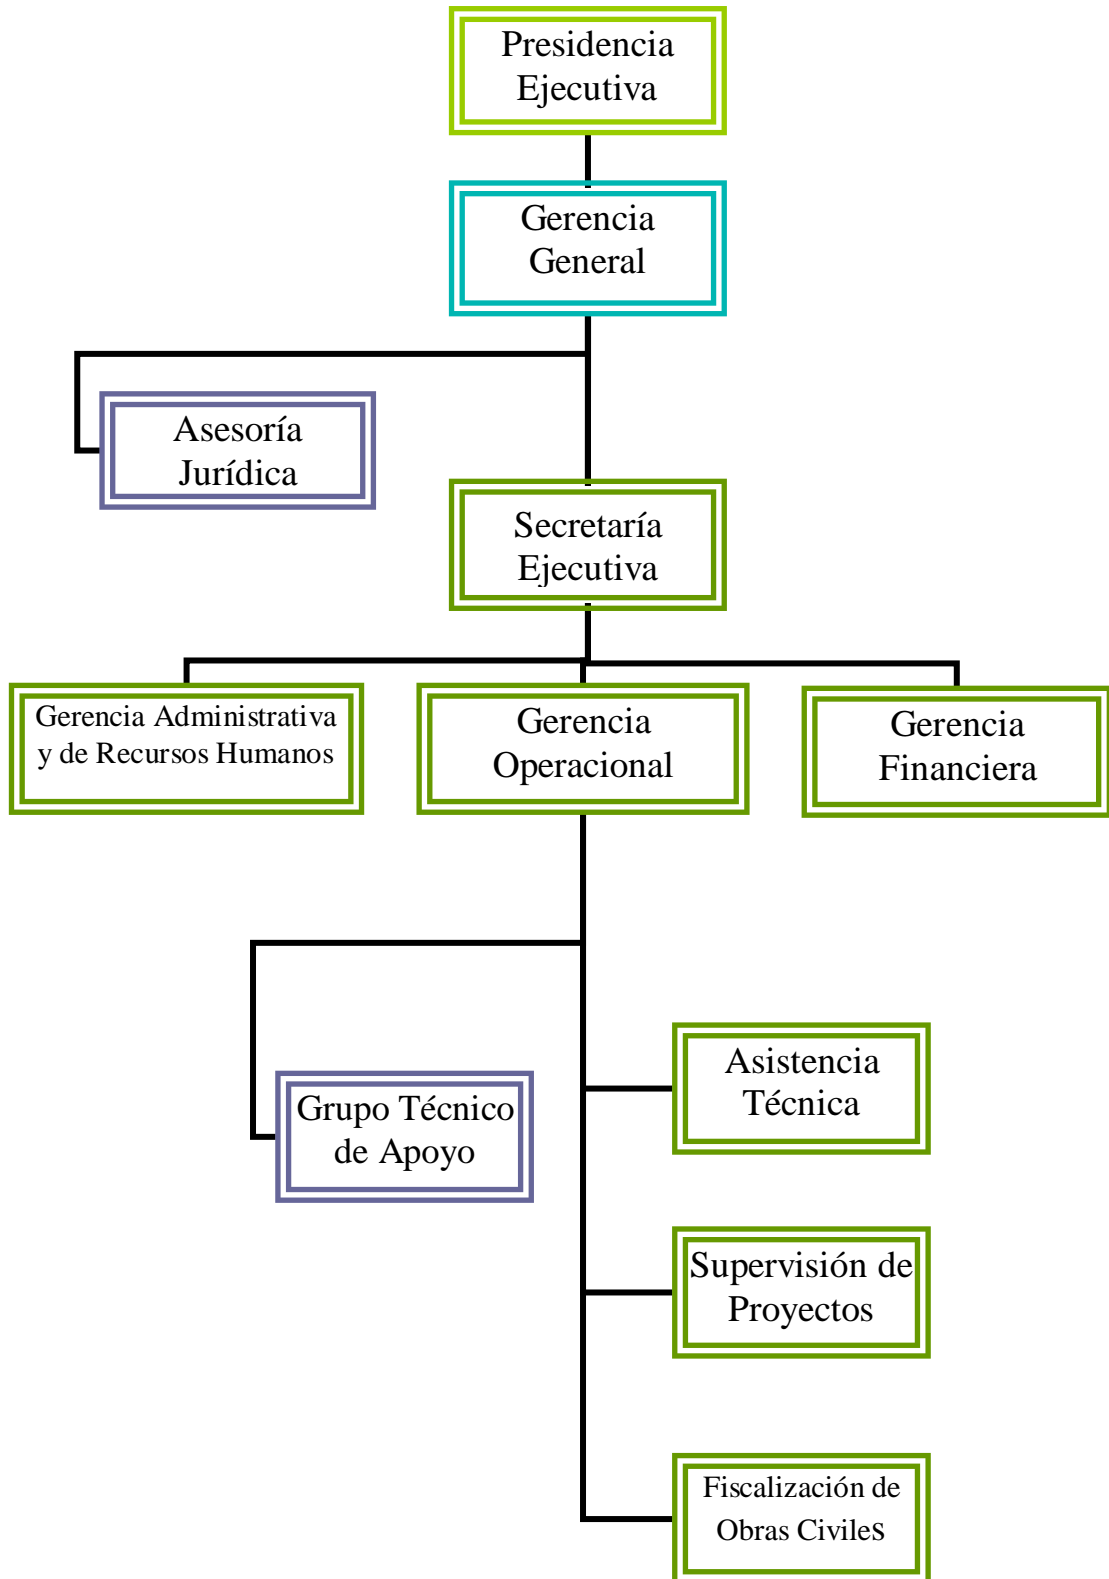 Presidencia
Ejecutiva
Gerencia
General
Asesoría
Jurídica
Secretaría
Ejecutiva
Gerencia Administrativa
y de Recursos Humanos
Gerencia
Operacional
Gerencia
Financiera
Grupo Técnico
de Apoyo
Asistencia
Técnica
Supervisión de
Proyectos
Fiscalización de
Obras Civiles